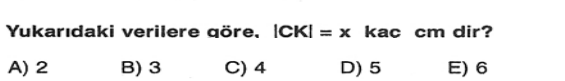 Yukarıdaki verilere göre, |CK| = x kaç cm dir?
A) 2 B) 3 C) 4 D) 5 E) 6